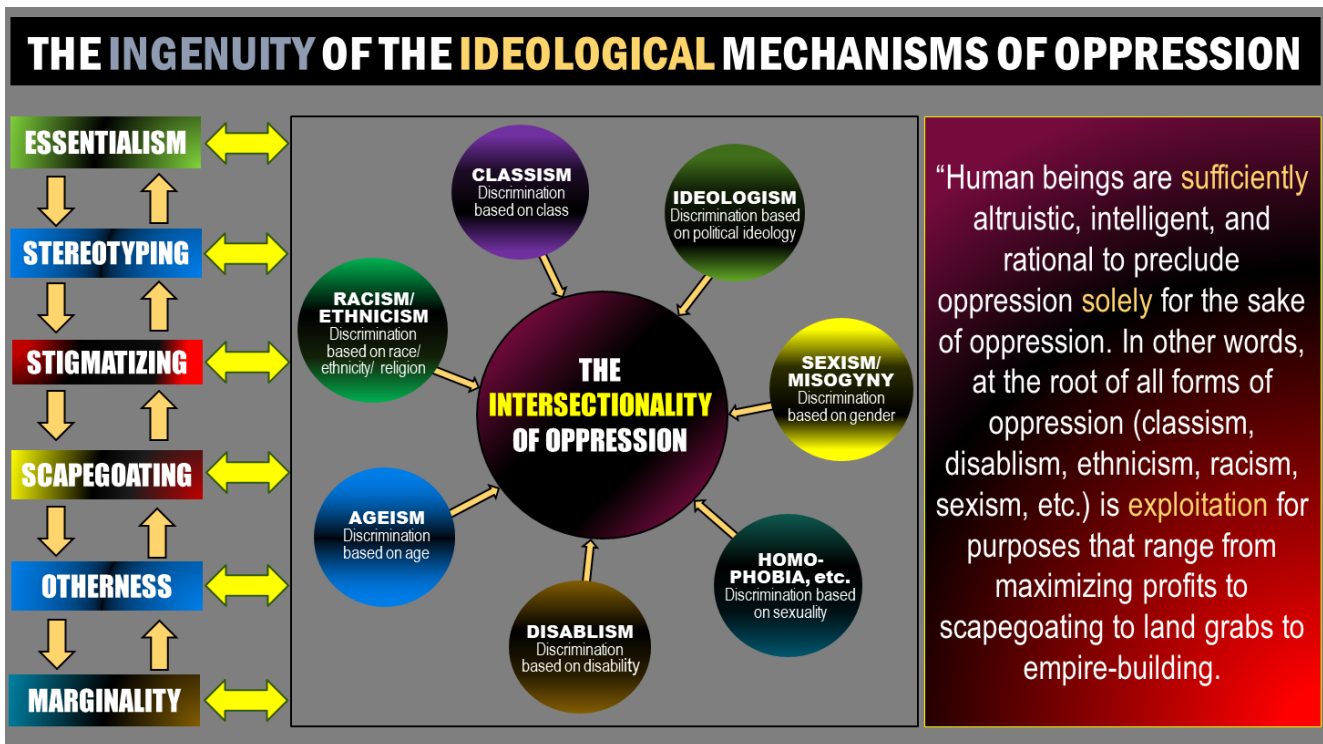 THE INGENUITY OF THE IDEOLOGICAL MECHANISMS OF OPPRESSION
ESSENTIALISM
STEREOTYPING
STIGMATIZING
SCAPEGOATING
OTHERNESS
MARGINALITY
CLASSISM
Discrimination
based on class
IDEOLOGISM
Discrimination based
on political ideology
RACISM/
ETHNICISM
Discrimination
based on race/
ethnicity/ religion
SEXISM/
MISOGYNY
Discrimination
based on gender
THE
INTERSECTIONALITY
OF OPPRESSION
AGEISM
Discrimination
based on age
HOMO-
PHOBIA, etc.
Discrimination based
on sexuality
DISABLISM
Discrimination
based on disability
“Human beings are sufficiently
altruistic, intelligent, and
rational to preclude
oppression solely for the sake
of oppression. In other words,
at the root of all forms of
oppression (classism,
disablism, ethnicism, racism,
sexism, etc.) is exploitation for
purposes that range from
maximizing profits to
scapegoating to land grabs to
empire-building.